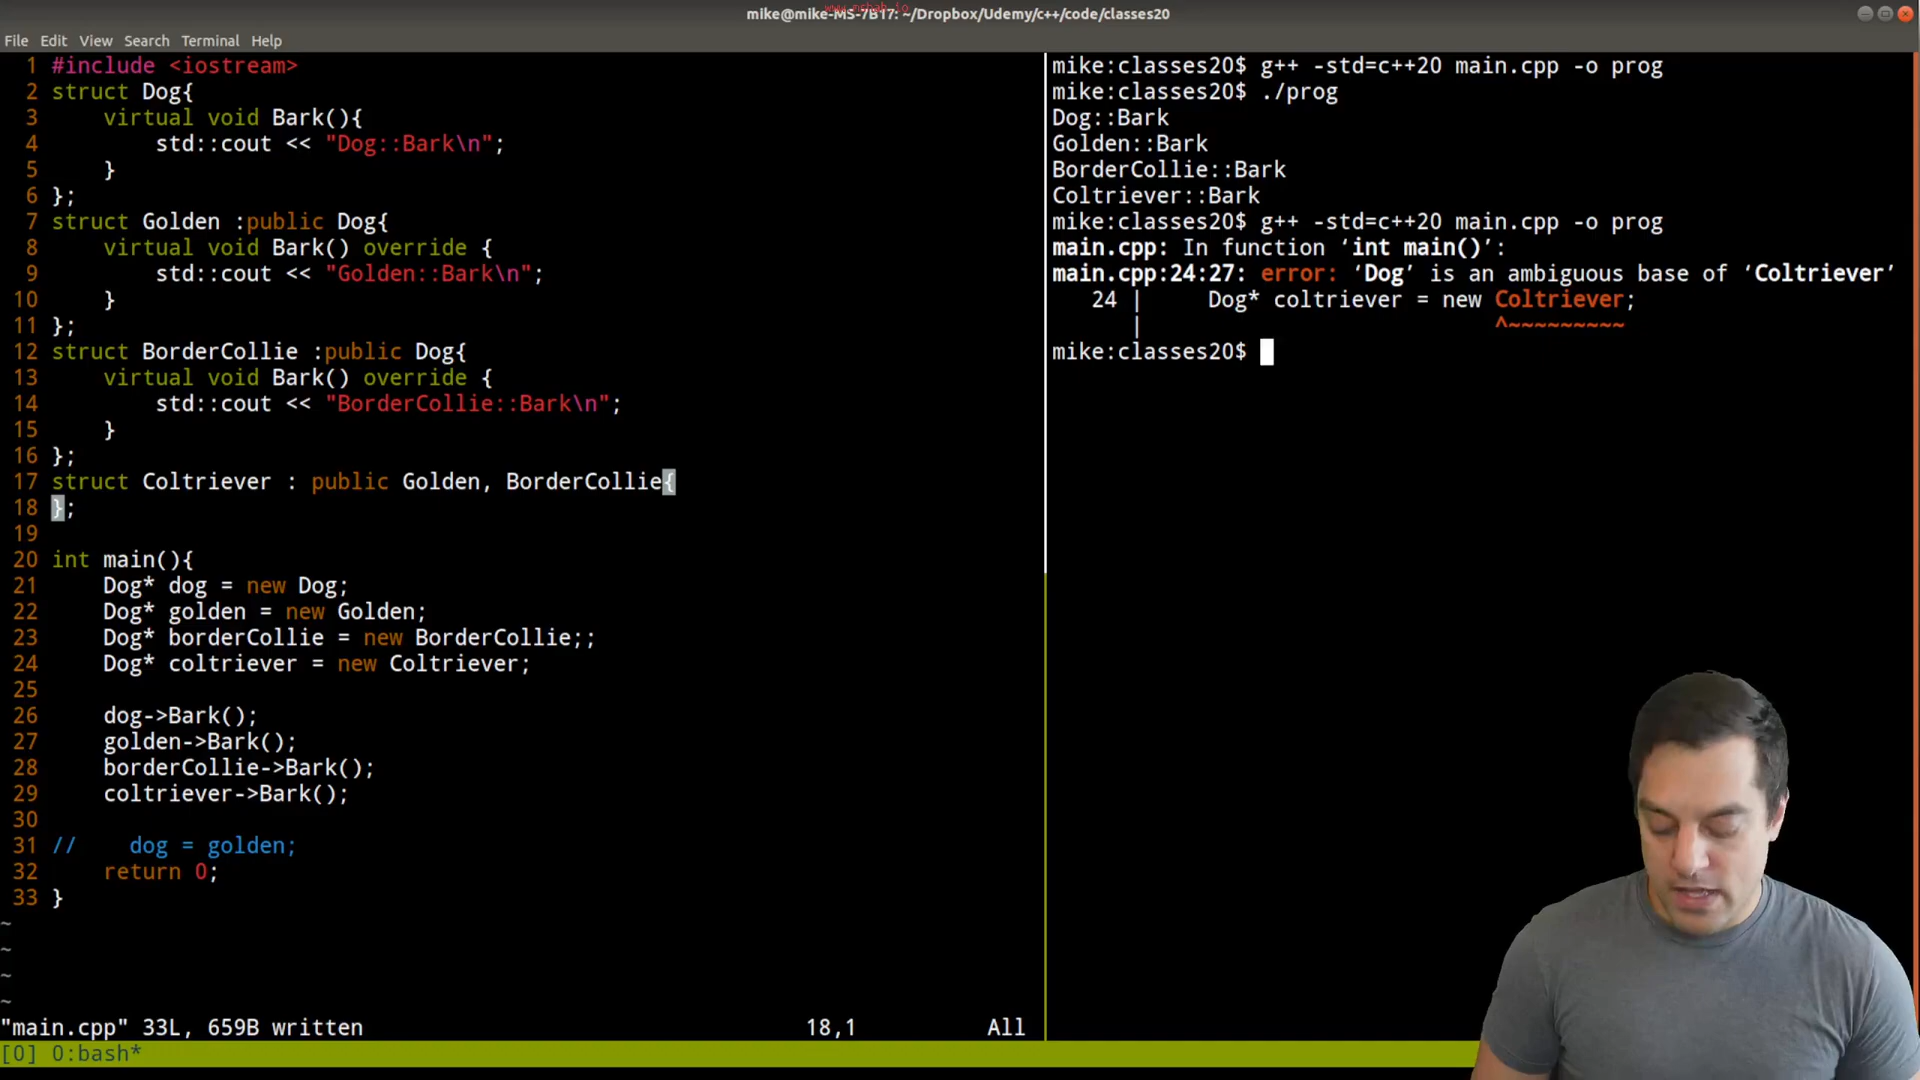 www.mshah.io
mike@mike-MS-7B17: ~/Dropbox/Udemy/c++/code/classes20
File Edit View Search Terminal Help
1 #include <iostream>
2 struct Dog{
3     virtual void Bark(){
4         std::cout << "Dog::Bark\n";
5     }
6 };
7 struct Golden :public Dog{
8     virtual void Bark() override {
9         std::cout << "Golden::Bark\n";
10     }
11 };
12 struct BorderCollie :public Dog{
13     virtual void Bark() override {
14         std::cout << "BorderCollie::Bark\n";
15     }
16 };
17 struct Coltriever : public Golden, BorderCollie{
18 };
19
20 int main(){
21     Dog* dog = new Dog;
22     Dog* golden = new Golden;
23     Dog* borderCollie = new BorderCollie;;
24     Dog* coltriever = new Coltriever;
25
26     dog->Bark();
27     golden->Bark();
28     borderCollie->Bark();
29     coltriever->Bark();
30
31 //    dog = golden;
32     return 0;
33 }
~
~
~
~
"main.cpp" 33L, 659B written 18,1 All
[0] 0:bash*
mike:classes20$ g++ -std=c++20 main.cpp -o prog
mike:classes20$ ./prog
Dog::Bark
Golden::Bark
BorderCollie::Bark
Coltriever::Bark
mike:classes20$ g++ -std=c++20 main.cpp -o prog
main.cpp: In function ‘int main()’:
main.cpp:24:27: error: ‘Dog’ is an ambiguous base of ‘Coltriever’
   24 |     Dog* coltriever = new Coltriever;
      |                           ^~~~~~~~~~
mike:classes20$